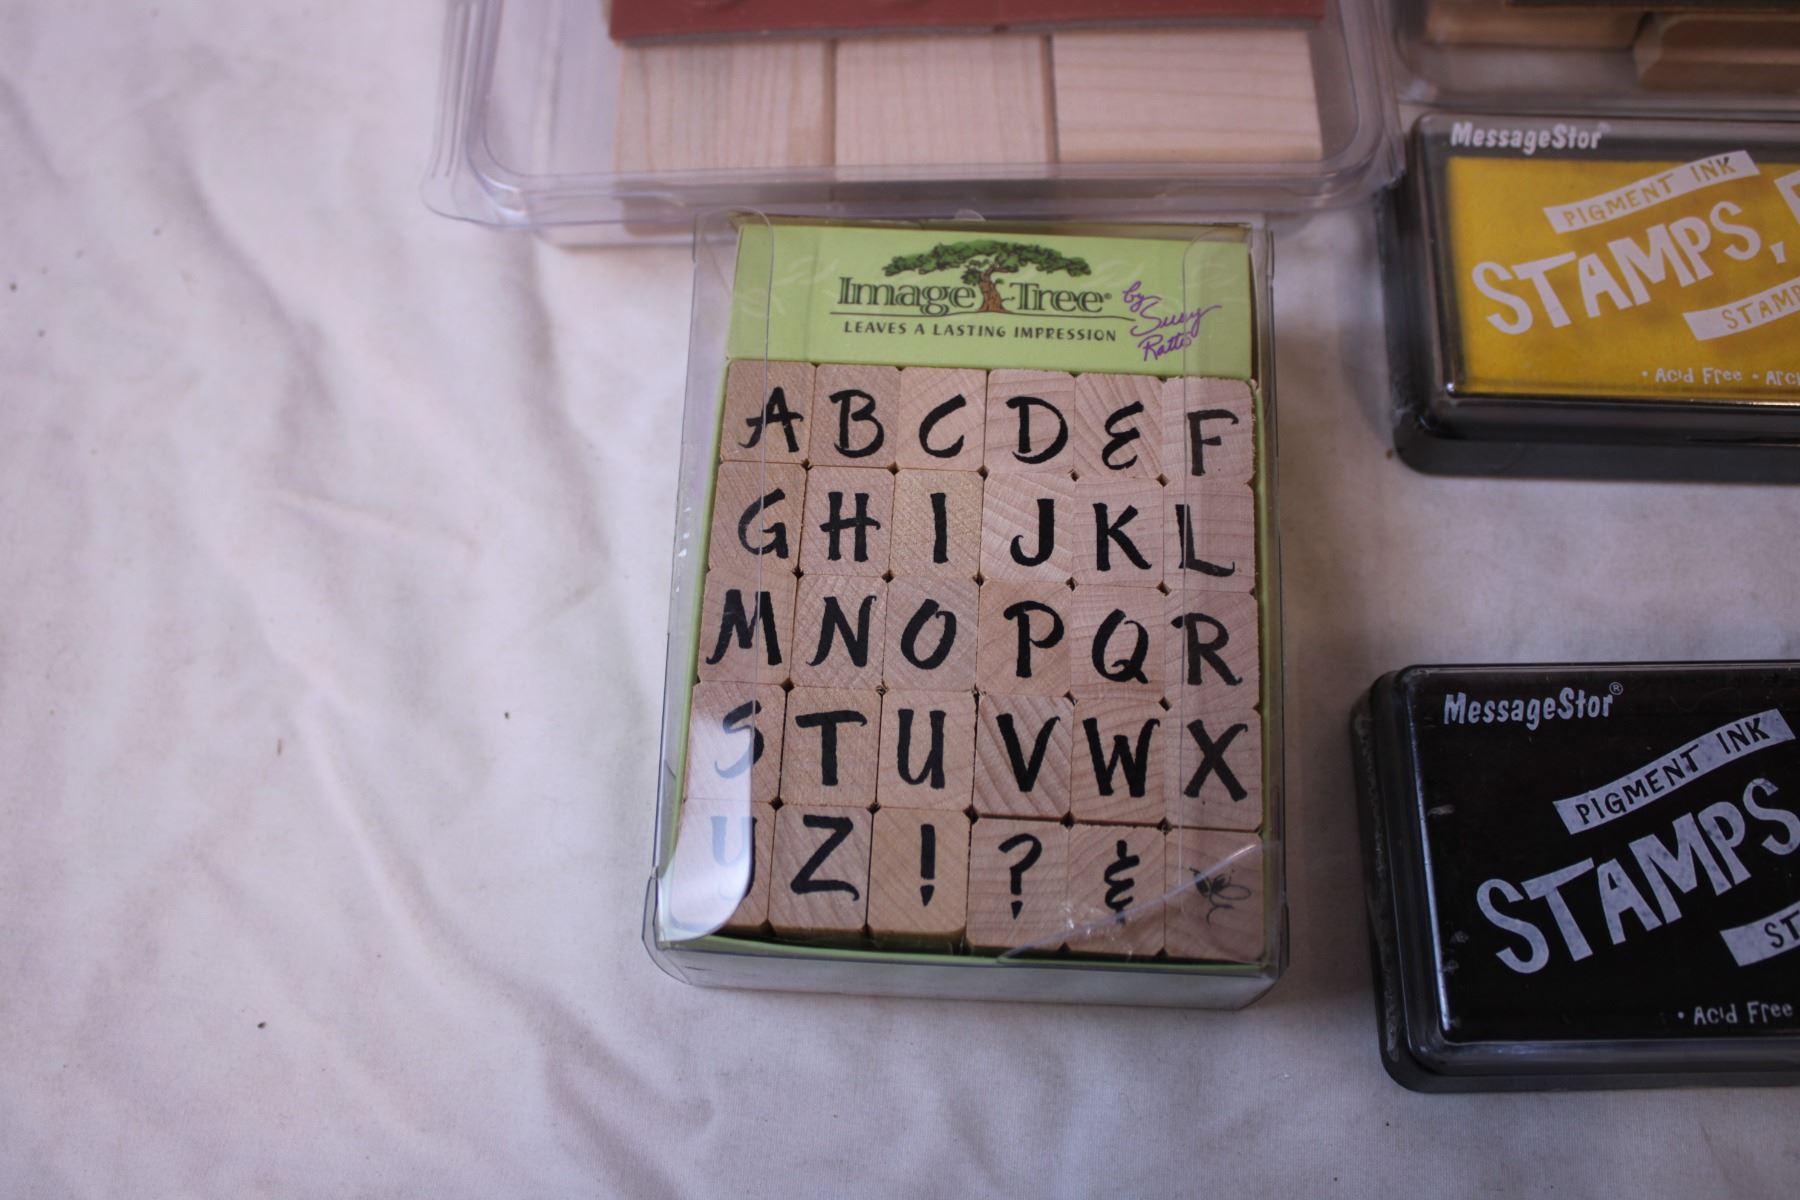 Image Tree®
by Susy Ratto
LEAVES A LASTING IMPRESSION
A B C D E F
G H I J K L
M N O P Q R
S T U V W X
Y Z ! ? &
MessageStor
PIGMENT INK
STAMPS,
• Acid Free •
MessageStor®
PIGMENT INK
STAMPS
• Acid Free